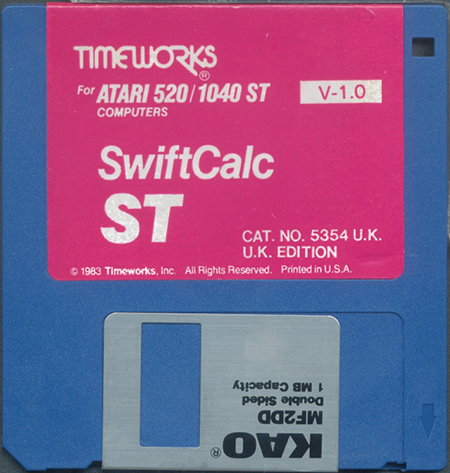 TIMEWORKS
®
For ATARI 520/1040 ST
COMPUTERS
V-1.0
SwiftCalc
ST
CAT. NO. 5354 U.K.
U.K. EDITION
© 1983 Timeworks, Inc. All Rights Reserved. Printed in U.S.A.
KAO®
MF2DD
Double Sided
1 MB Capacity